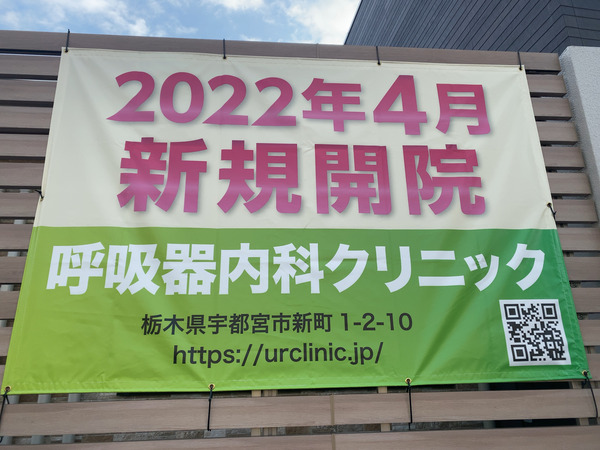 2022年4月
新規開院
呼吸器内科クリニック
栃木県宇都宮市新町 1-2-10
https://urclinic.jp/